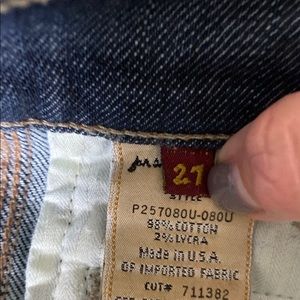 27
STYLE
P257080U-080U
98% COTTON
2% LYCRA
Made in U.S.A.
OF IMPORTED FABRIC
CUT# 711382